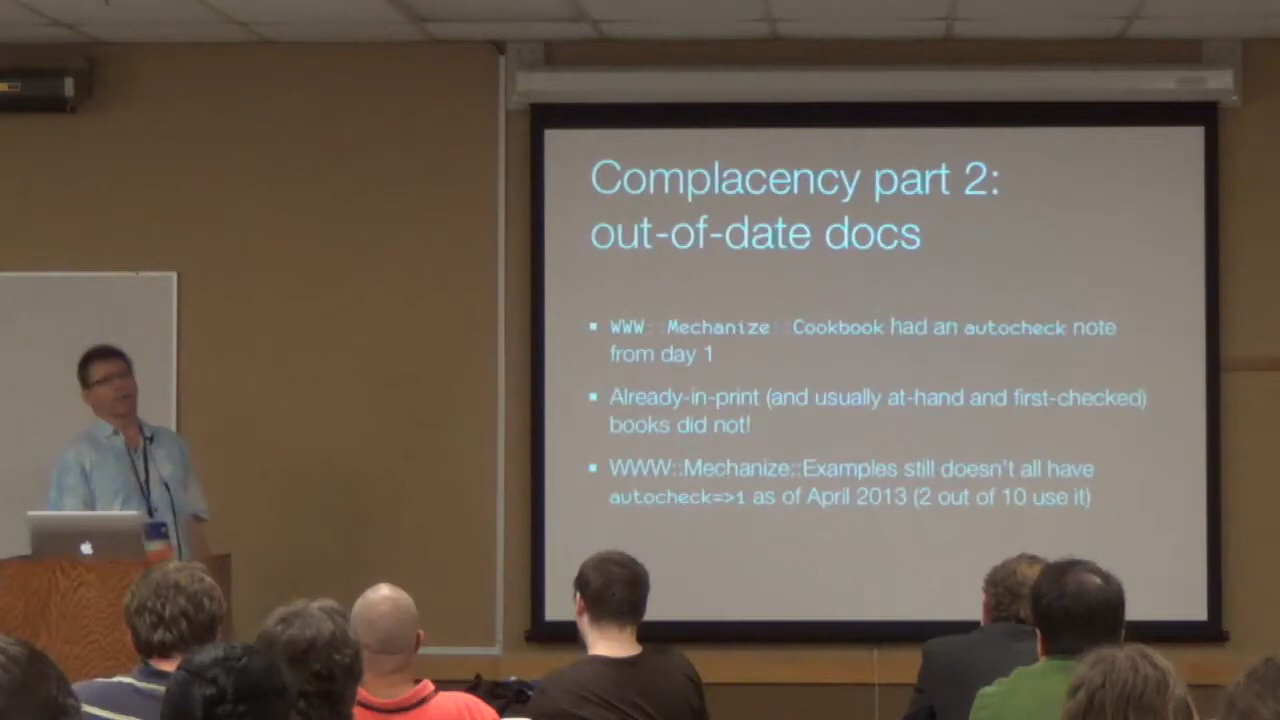 Complacency part 2:
out-of-date docs
▪ WWW::Mechanize::Cookbook had an autocheck note
from day 1
▪ Already-in-print (and usually at-hand and first-checked)
books did not!
▪ WWW::Mechanize::Examples still doesn't all have
autocheck=>1 as of April 2013 (2 out of 10 use it)